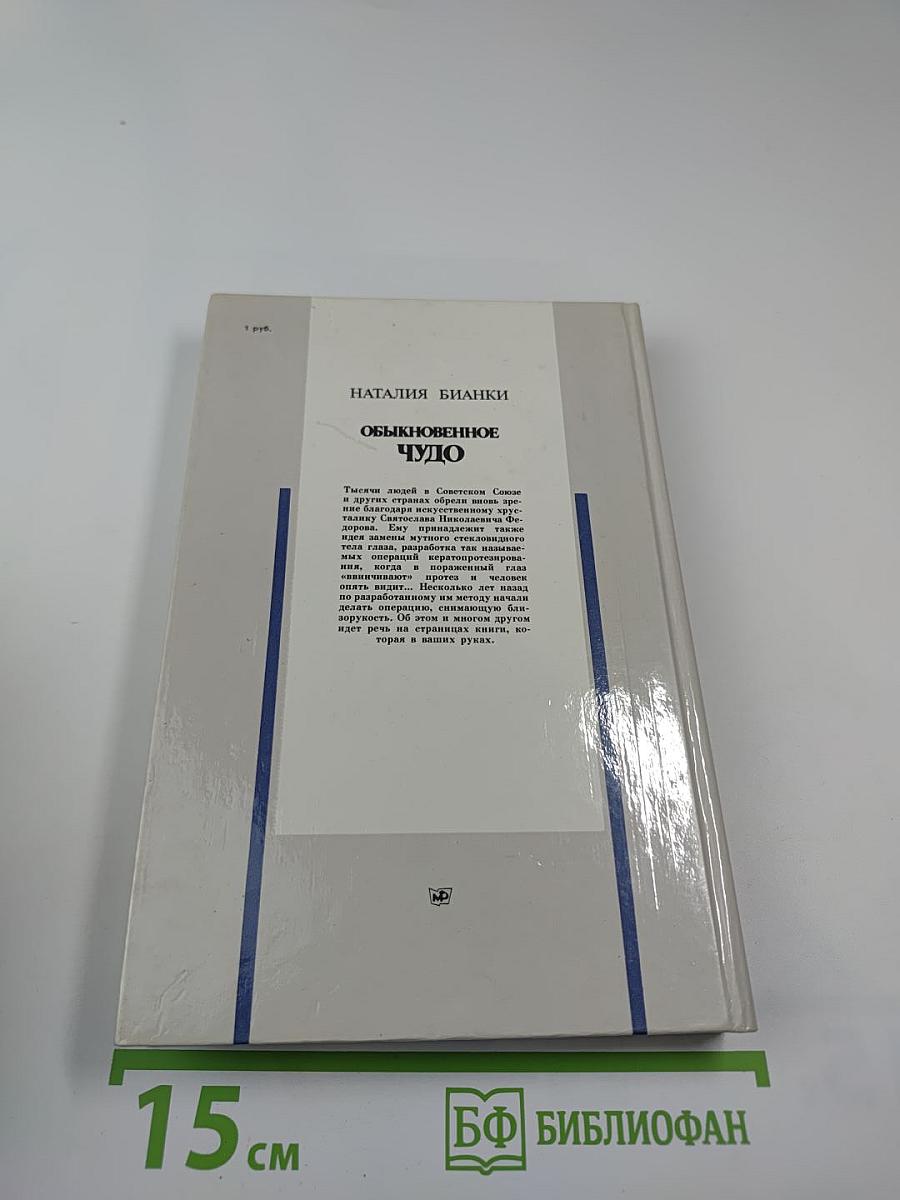 1 руб.
НАТАЛИЯ БИАНКИ
ОБЫКНОВЕННОЕ
ЧУДО
Тысячи людей в Советском Союзе
и других странах обрели вновь зре-
ние благодаря искусственному хрус-
талику Святослава Николаевича Фе-
дорова. Ему принадлежит также
идея замены мутного стекловидного
тела глаза, разработка так называе-
мых операций кератопротезирова-
ния, когда в пораженный глаз
«ввинчивают» протез и человек
опять видит... Несколько лет назад
по разработанному им методу начали
делать операцию, снимающую бли-
зорукость. Об этом и многом другом
идет речь на страницах книги, ко-
торая в ваших руках.
МР
15 см
БФ БИБЛИОФАН